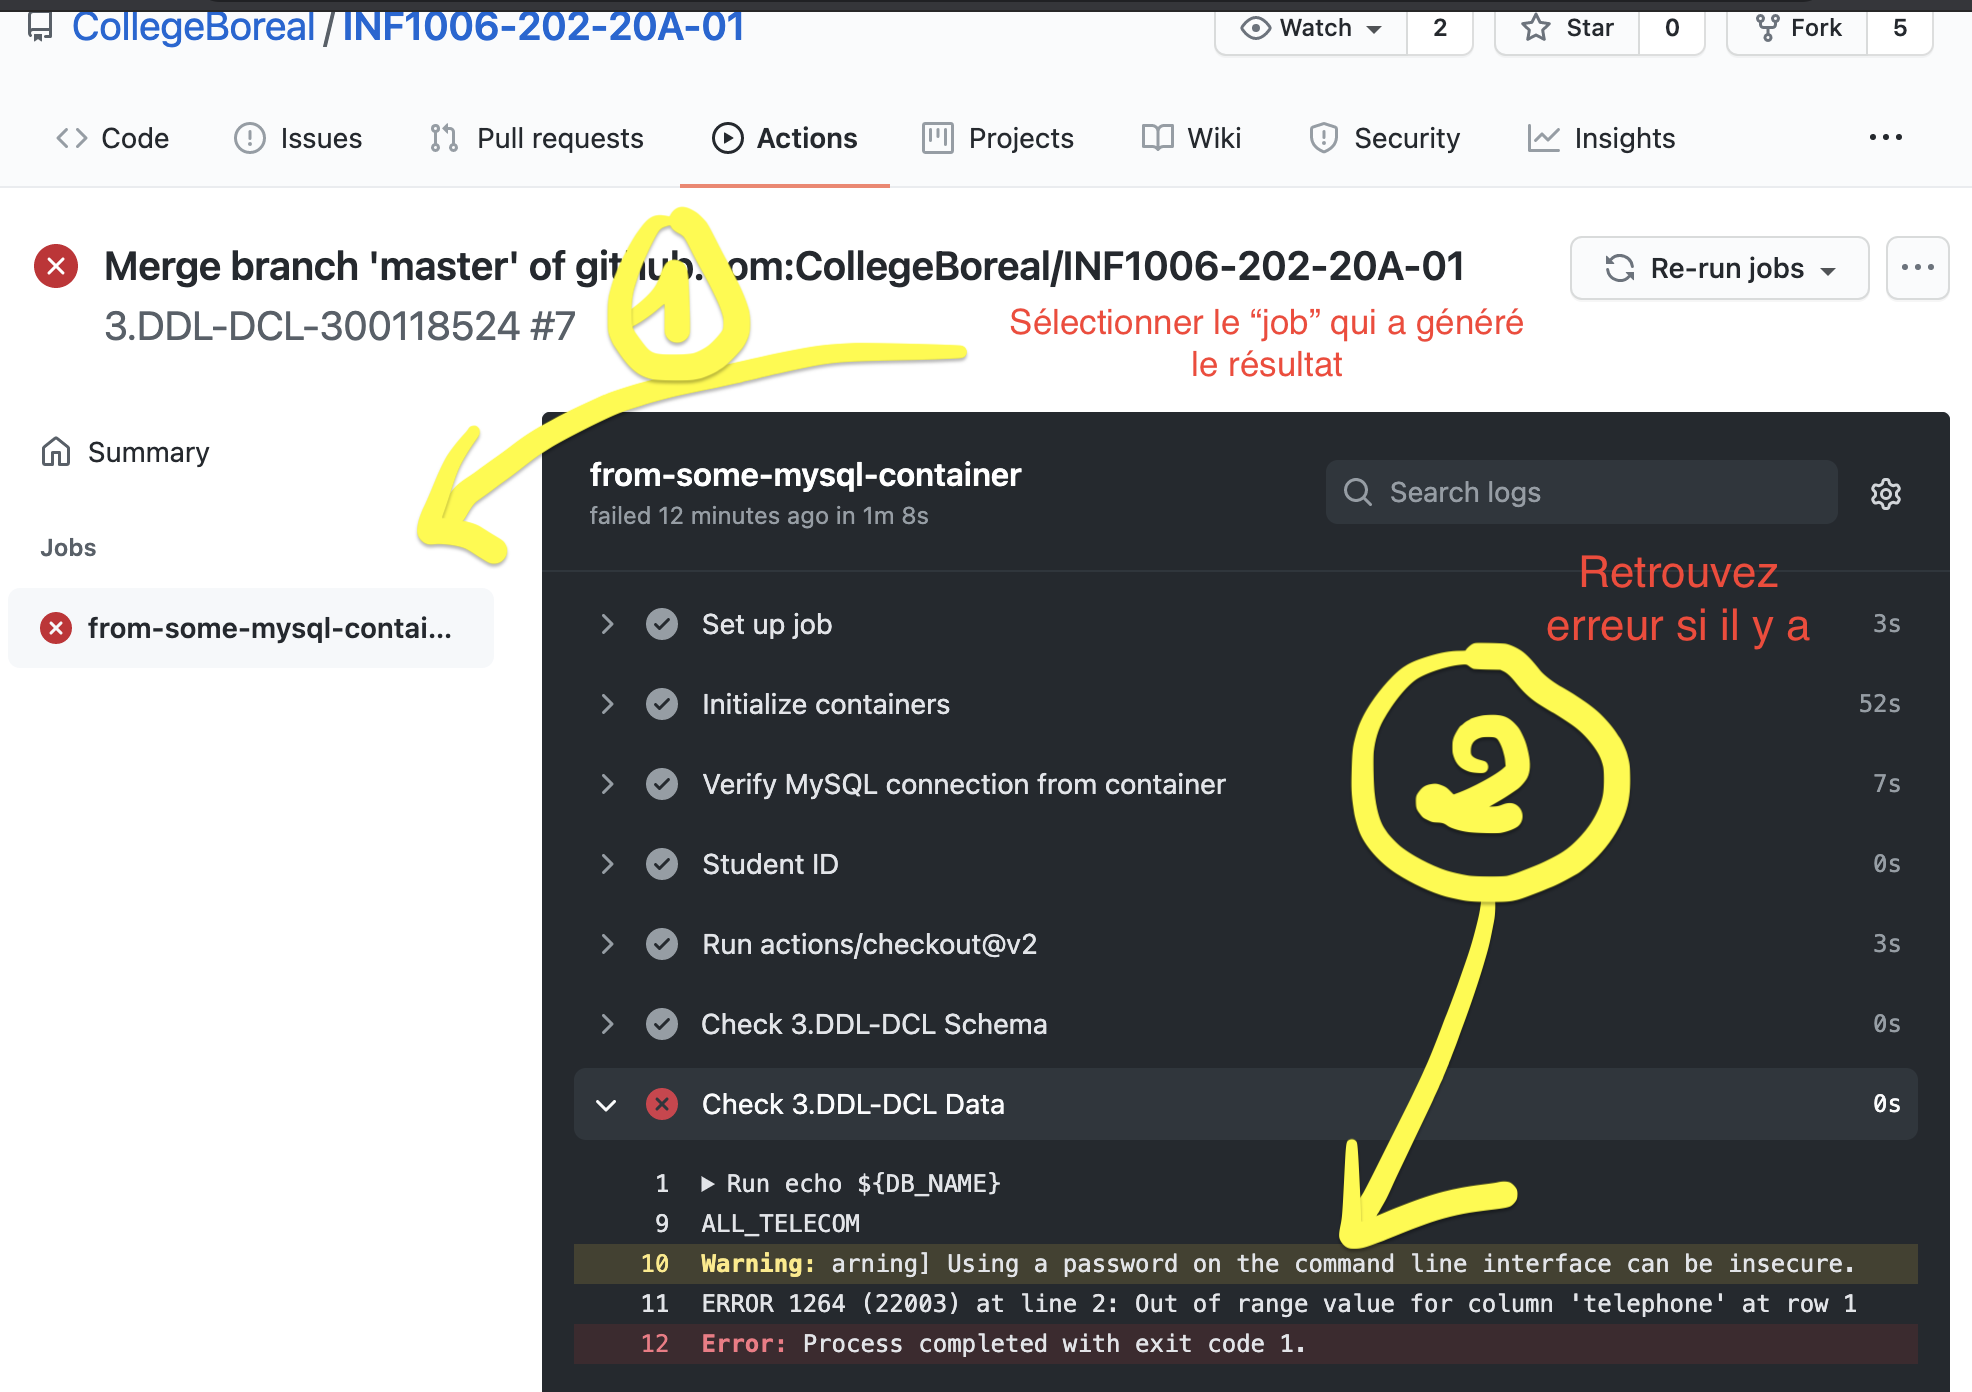 CollegeBoreal / INF1006-202-20A-01
Watch 2 Star 0 Fork 5
Code Issues Pull requests Actions Projects Wiki Security Insights ...
Merge branch 'master' of github.com:CollegeBoreal/INF1006-202-20A-01
Re-run jobs ...
3.DDL-DCL-300118524 #7
1
Sélectionner le “job” qui a généré
le résultat
Summary
Jobs
from-some-mysql-contai...
from-some-mysql-container
failed 12 minutes ago in 1m 8s
Search logs
Retrouvez
erreur si il y a
2
Set up job 3s
Initialize containers 52s
Verify MySQL connection from container 7s
Student ID 0s
Run actions/checkout@v2 3s
Check 3.DDL-DCL Schema 0s
Check 3.DDL-DCL Data 0s
1 Run echo ${DB_NAME}
9 ALL_TELECOM
10 Warning: arning] Using a password on the command line interface can be insecure.
11 ERROR 1264 (22003) at line 2: Out of range value for column 'telephone' at row 1
12 Error: Process completed with exit code 1.